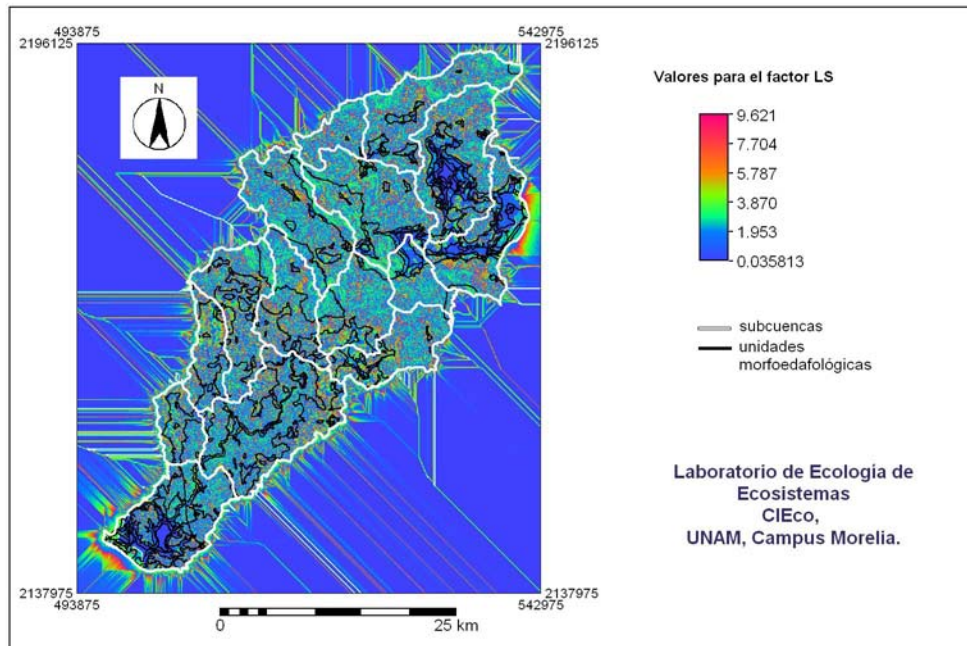 493875
542975
2196125
2196125
N
Valores para el factor LS
9.621
7.704
5.787
3.870
1.953
0.035813
subcuencas
unidades
morfoedafológicas
Laboratorio de Ecología de
Ecosistemas
CIEco,
UNAM, Campus Morelia.
2137975
2137975
493875
542975
0
25 km